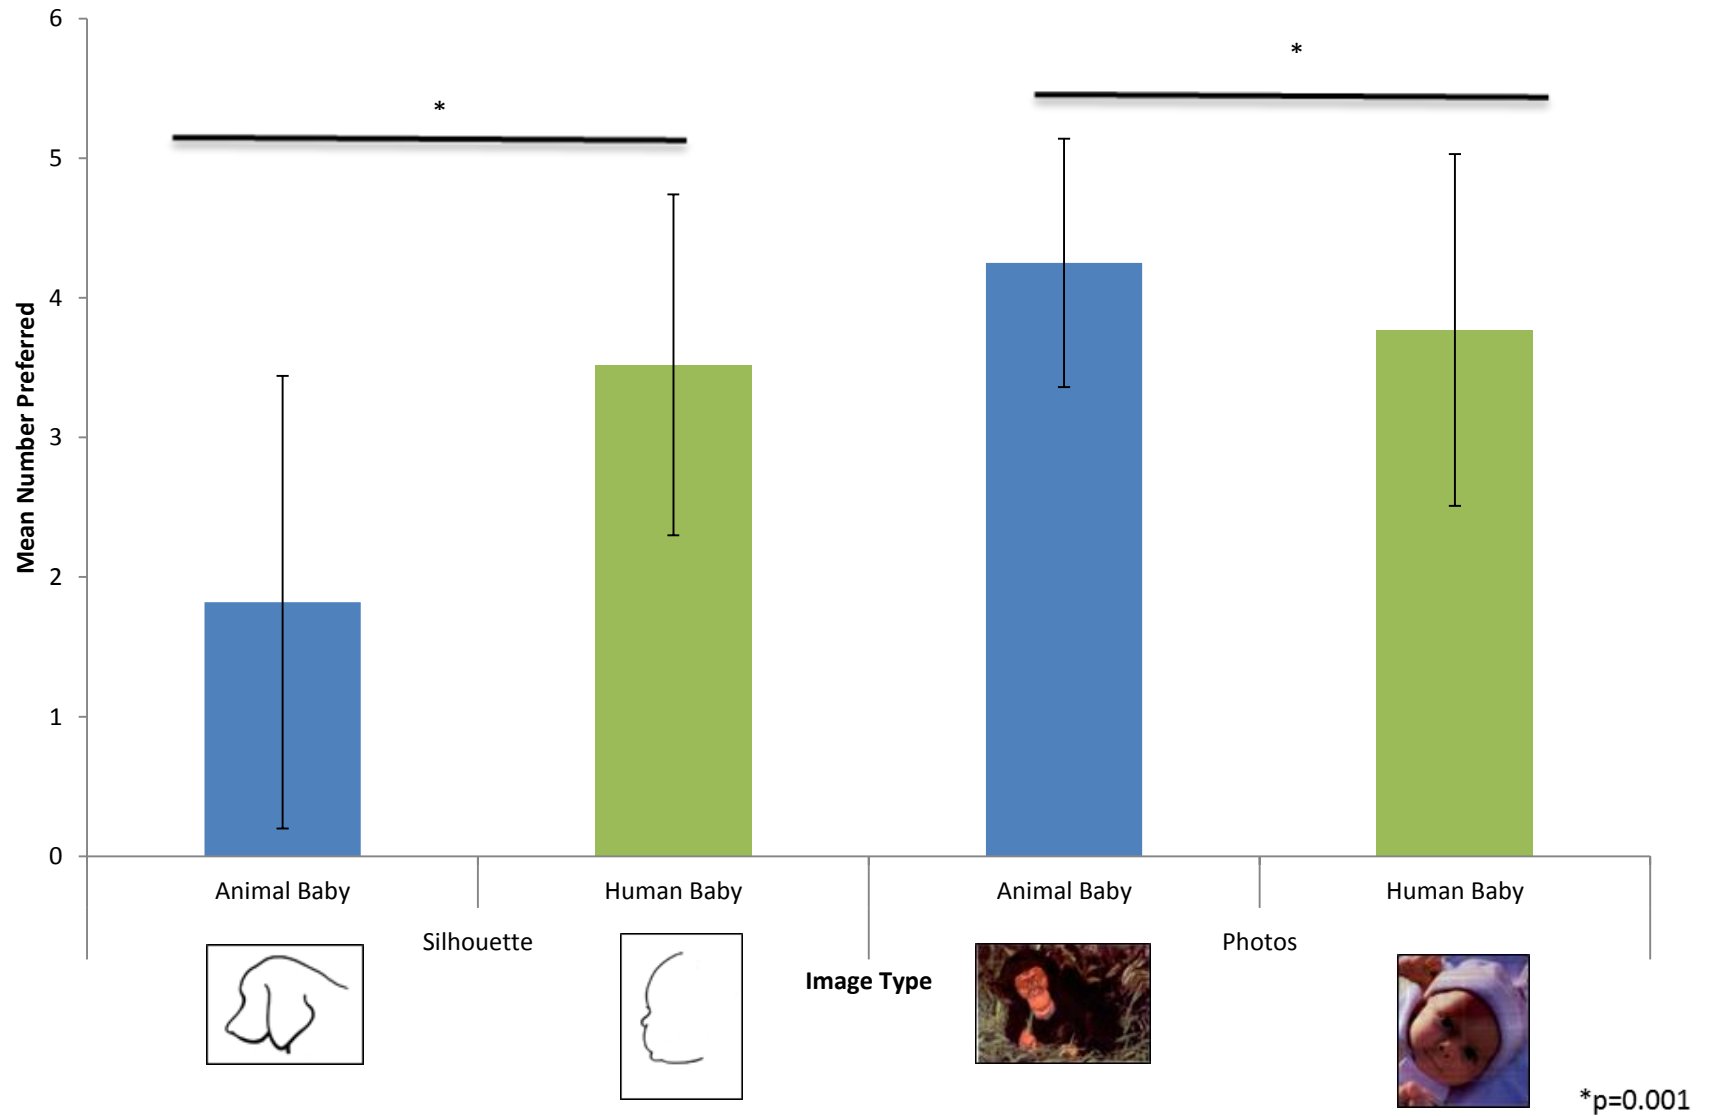 6
5
4
3
2
1
0
Mean Number Preferred
*
*
Animal Baby
Human Baby
Animal Baby
Human Baby
Silhouette
Photos
Image Type
*p=0.001